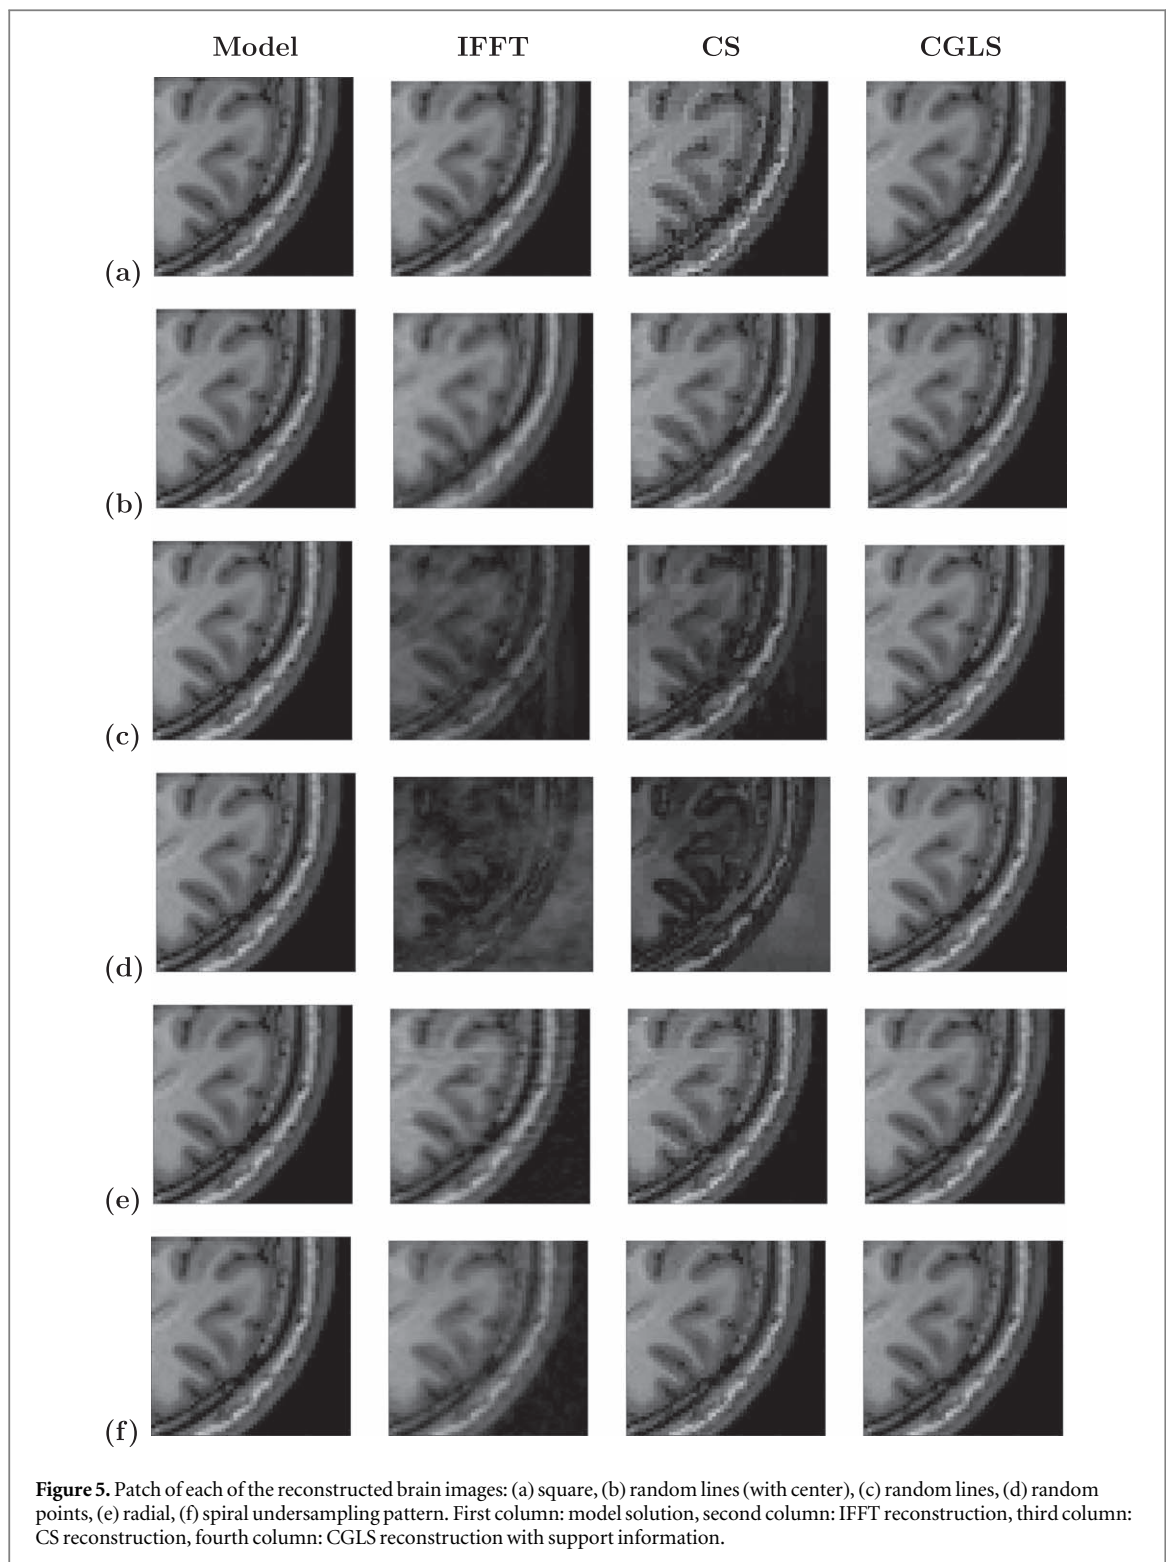 Model IFFT CS CGLS
(a)
(b)
(c)
(d)
(e)
(f)
Figure 5. Patch of each of the reconstructed brain images: (a) square, (b) random lines (with center), (c) random lines, (d) random
points, (e) radial, (f) spiral undersampling pattern. First column: model solution, second column: IFFT reconstruction, third column:
CS reconstruction, fourth column: CGLS reconstruction with support information.